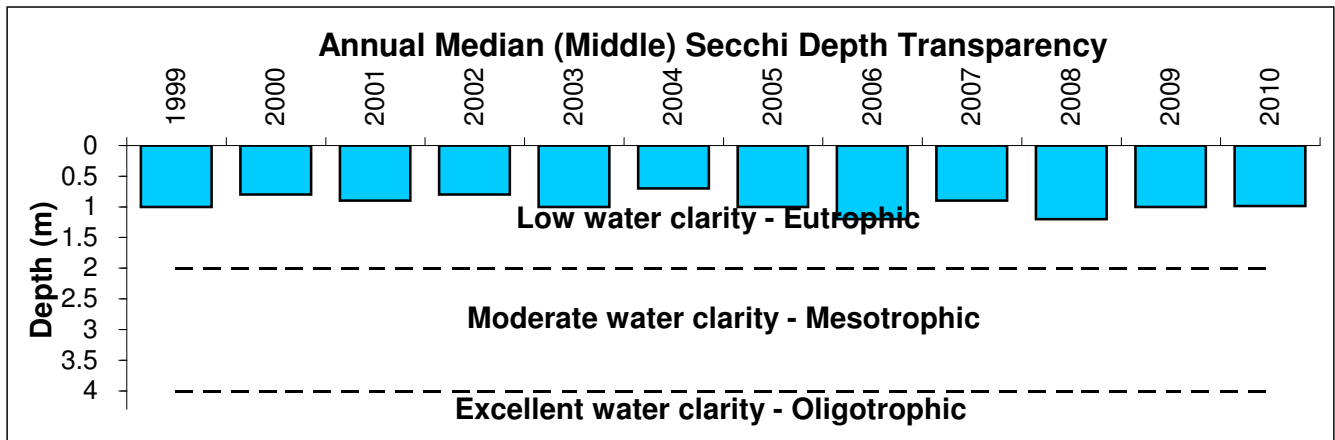 Annual Median (Middle) Secchi Depth Transparency
1999 2000 2001 2002 2003 2004 2005 2006 2007 2008 2009 2010
Depth (m)
0
0.5
1
1.5
2
2.5
3
3.5
4
Low water clarity - Eutrophic
Moderate water clarity - Mesotrophic
Excellent water clarity - Oligotrophic